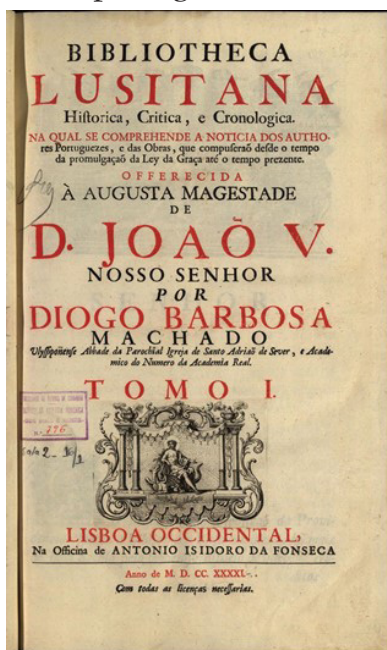 BIBLIOTHECA
LUSITANA
Historica, Critica, e Cronologica.
NA QUAL SE COMPREHENDE A NOTICIA DOS AUTHO-
res Portuguezes, e das Obras, que compuseraõ desde o tempo
da promulgaçaõ da Ley da Graça até o tempo prezente.
OFFERECIDA
À AUGUSTA MAGESTADE
DE
D. JOAÕ V.
NOSSO SENHOR
POR
DIOGO BARBOSA
MACHADO
Ulyssiponense Abbade da Parochial Igreja de Santo Adriaõ de Sever, e Acade-
mico do Numero da Academia Real.
TOMO I.
LISBOA OCCIDENTAL,
Na Officina de ANTONIO ISIDORO DA FONSECA
Anno de M. D. CC. XXXXI.
Com todas as licenças necessarias.